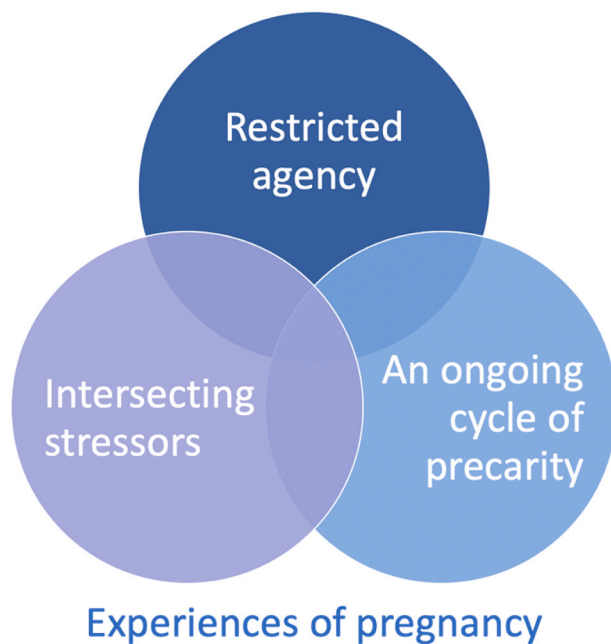 Restricted
agency
Intersecting
stressors
An ongoing
cycle of
precarity
Experiences of pregnancy